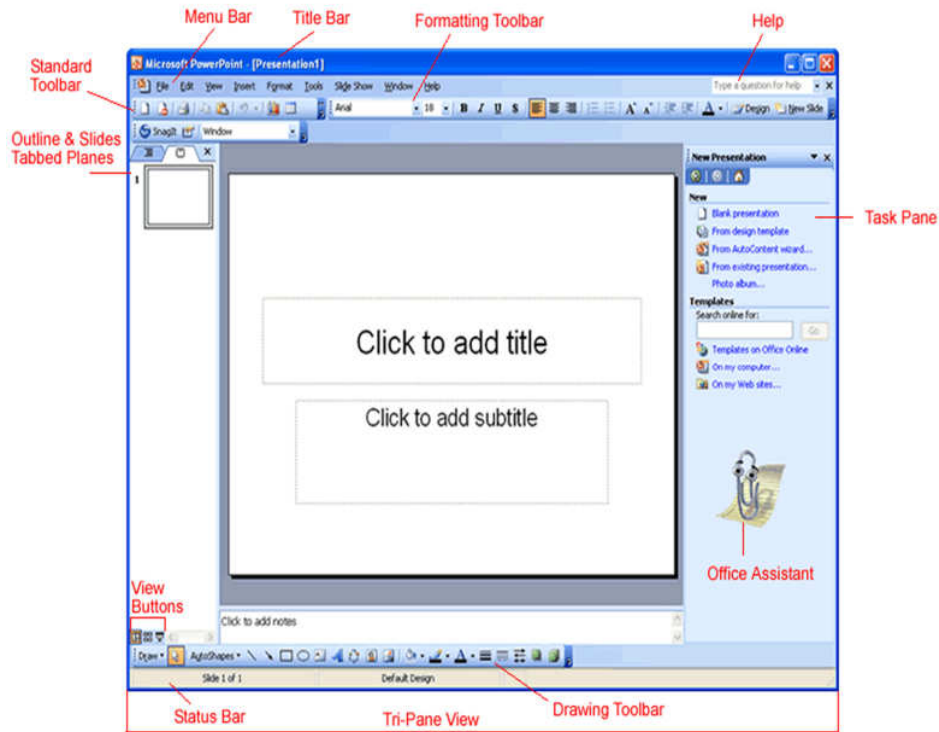 Menu Bar
Title Bar
Formatting Toolbar
Help
Standard
Toolbar
Microsoft PowerPoint - [Presentation1]
File Edit View Insert Format Tools Slide Show Window Help
Type a question for help
Arial 18 B I U S A A A Design New Slide
SnagIt Window
Outline & Slides
Tabbed Planes
1
New Presentation
New
Blank presentation
From design template
From AutoContent wizard...
From existing presentation...
Photo album...
Task Pane
Templates
Search online for:
Go
Templates on Office Online
On my computer...
On my Web sites...
Click to add title
Click to add subtitle
Office Assistant
View
Buttons
Click to add notes
Draw AutoShapes A A
Slide 1 of 1 Default Design
Status Bar
Tri-Pane View
Drawing Toolbar